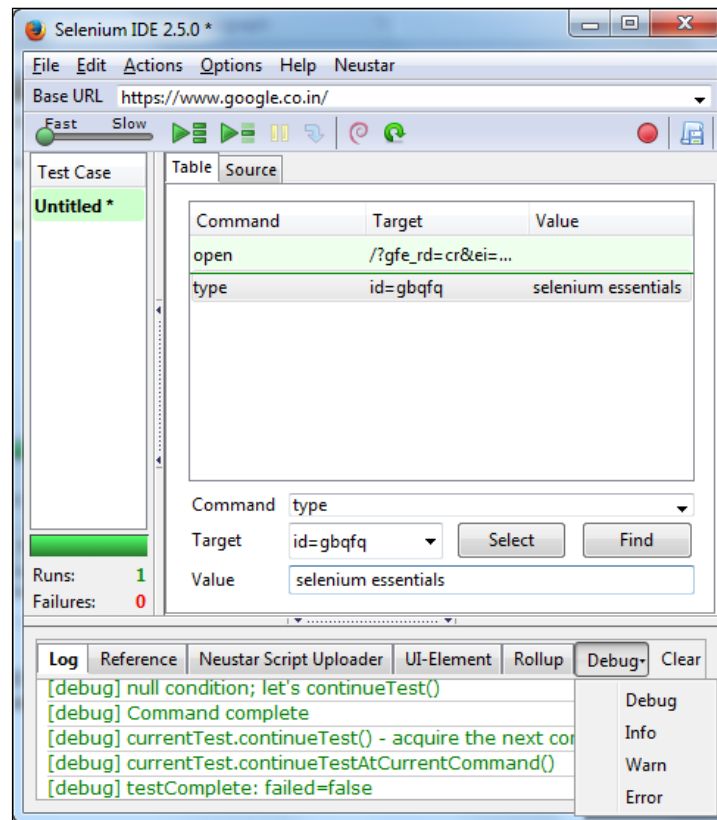 Selenium IDE 2.5.0 *
File Edit Actions Options Help Neustar
Base URL https://www.google.co.in/
Fast Slow
Test Case
Untitled *
Table Source
Command Target Value
open /?gfe_rd=cr&ei=...
type id=gbqfq selenium essentials
Command type
Target id=gbqfq Select Find
Value selenium essentials
Runs: 1
Failures: 0
Log Reference Neustar Script Uploader UI-Element Rollup Debug Clear
[debug] null condition; let's continueTest()
[debug] Command complete
[debug] currentTest.continueTest() - acquire the next
[debug] currentTest.continueTestAtCurrentCommand()
[debug] testComplete: failed=false
Debug
Info
Warn
Error